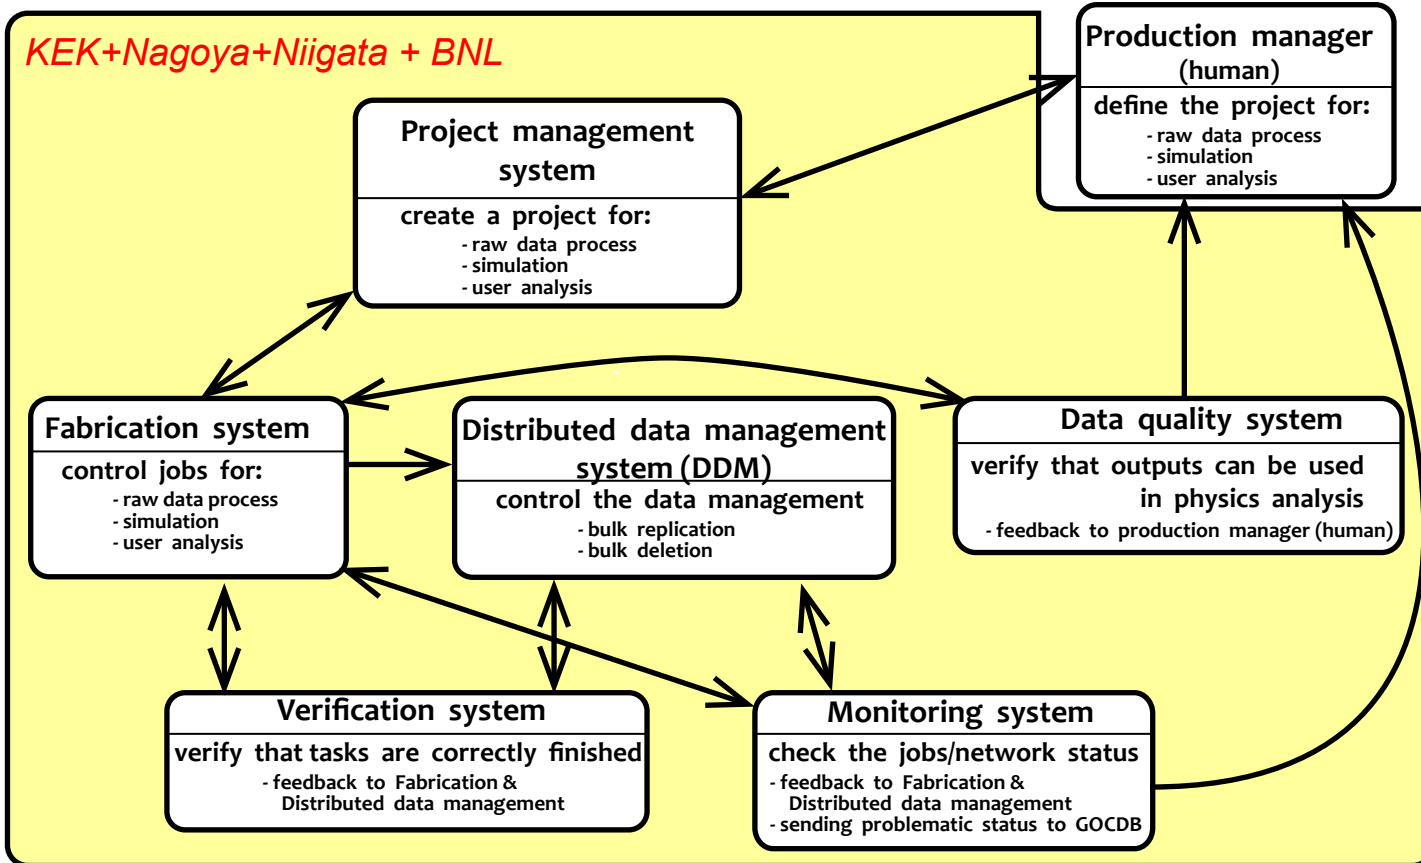 KEK+Nagoya+Niigata + BNL
Production manager
(human)
define the project for:
- raw data process
- simulation
- user analysis
Project management
system
create a project for:
- raw data process
- simulation
- user analysis
Fabrication system
control jobs for:
- raw data process
- simulation
- user analysis
Distributed data management
system (DDM)
control the data management
- bulk replication
- bulk deletion
Data quality system
verify that outputs can be used
in physics analysis
- feedback to production manager (human)
Verification system
verify that tasks are correctly finished
- feedback to Fabrication &
Distributed data management
Monitoring system
check the jobs/network status
- feedback to Fabrication &
Distributed data management
- sending problematic status to GOCDB